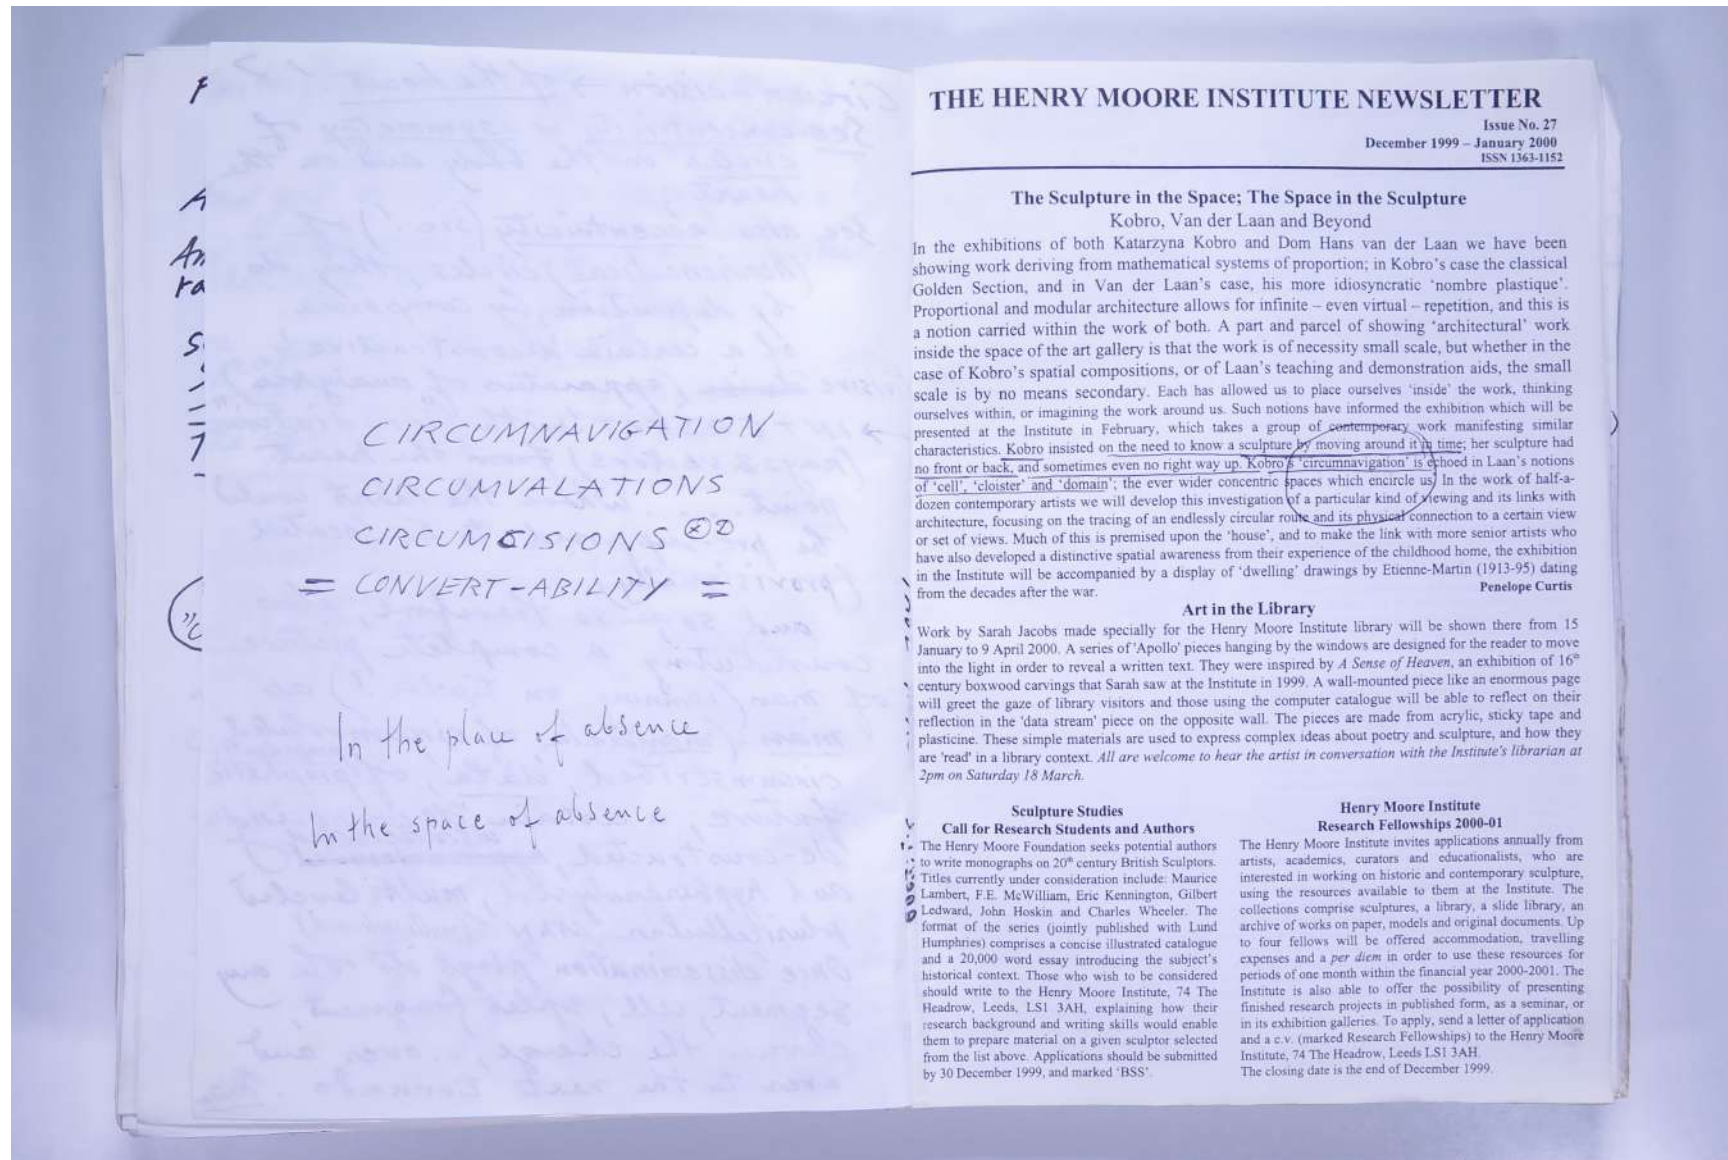 CIRCUMNAVIGATION
CIRCUMVALATIONS
CIRCUMCISIONS
= CONVERT-ABILITY =
In the place of absence
In the space of absence
THE HENRY MOORE INSTITUTE NEWSLETTER
Issue No. 27
December 1999 – January 2000
ISSN 1363-1152
The Sculpture in the Space; The Space in the Sculpture
Kobro, Van der Laan and Beyond
In the exhibitions of both Katarzyna Kobro and Dom Hans van der Laan we have been
showing work deriving from mathematical systems of proportion; in Kobro's case the classical
Golden Section, and in Van der Laan's case, his more idiosyncratic 'nombre plastique'.
Proportional and modular architecture allows for infinite – even virtual – repetition, and this is
a notion carried within the work of both. A part and parcel of showing 'architectural' work
inside the space of the art gallery is that the work is of necessity small scale, but whether in the
case of Kobro's spatial compositions, or of Laan's teaching and demonstration aids, the small
scale is by no means secondary. Each has allowed us to place ourselves 'inside' the work, thinking
ourselves within, or imagining the work around us. Such notions have informed the exhibition which will be
presented at the Institute in February, which takes a group of contemporary work manifesting similar
characteristics. Kobro insisted on the need to know a sculpture by moving around it in time; her sculpture had
no front or back, and sometimes even no right way up. Kobro's 'circumnavigation' is echoed in Laan's notions
of 'cell', 'cloister' and 'domain'; the ever wider concentric spaces which encircle us. In the work of half-a-
dozen contemporary artists we will develop this investigation of a particular kind of viewing and its links with
architecture, focusing on the tracing of an endlessly circular route and its physical connection to a certain view
or set of views. Much of this is premised upon the 'house', and to make the link with more senior artists who
have also developed a distinctive spatial awareness from their experience of the childhood home, the exhibition
in the Institute will be accompanied by a display of 'dwelling' drawings by Etienne-Martin (1913-95) dating
from the decades after the war.
Penelope Curtis
Art in the Library
Work by Sarah Jacobs made specially for the Henry Moore Institute library will be shown there from 15
January to 9 April 2000. A series of 'Apollo' pieces hanging by the windows are designed for the reader to move
into the light in order to reveal a written text. They were inspired by A Sense of Heaven, an exhibition of 16th
century boxwood carvings that Sarah saw at the Institute in 1999. A wall-mounted piece like an enormous page
will greet the gaze of library visitors and those using the computer catalogue will be able to reflect on their
reflection in the 'data stream' piece on the opposite wall. The pieces are made from acrylic, sticky tape and
plasticine. These simple materials are used to express complex ideas about poetry and sculpture, and how they
are 'read' in a library context. All are welcome to hear the artist in conversation with the Institute's librarian at
2pm on Saturday 18 March.
Sculpture Studies
Call for Research Students and Authors
The Henry Moore Foundation seeks potential authors
to write monographs on 20th century British Sculptors.
Titles currently under consideration include: Maurice
Lambert, F.E. McWilliam, Eric Kennington, Gilbert
Ledward, John Hoskin and Charles Wheeler. The
format of the series (jointly published with Lund
Humphries) comprises a concise illustrated catalogue
and a 20,000 word essay introducing the subject's
historical context. Those who wish to be considered
should write to the Henry Moore Institute, 74 The
Headrow, Leeds, LS1 3AH, explaining how their
research background and writing skills would enable
them to prepare material on a given sculptor selected
from the list above. Applications should be submitted
by 30 December 1999, and marked 'BSS'.
Henry Moore Institute
Research Fellowships 2000-01
The Henry Moore Institute invites applications annually from
artists, academics, curators and educationalists, who are
interested in working on historic and contemporary sculpture,
using the resources available to them at the Institute. The
collections comprise sculptures, a library, a slide library, an
archive of works on paper, models and original documents. Up
to four fellows will be offered accommodation, travelling
expenses and a per diem in order to use these resources for
periods of one month within the financial year 2000-2001. The
Institute is also able to offer the possibility of presenting
finished research projects in published form, as a seminar, or
in its exhibition galleries. To apply, send a letter of application
and a c.v. (marked Research Fellowships) to the Henry Moore
Institute, 74 The Headrow, Leeds LS1 3AH.
The closing date is the end of December 1999.